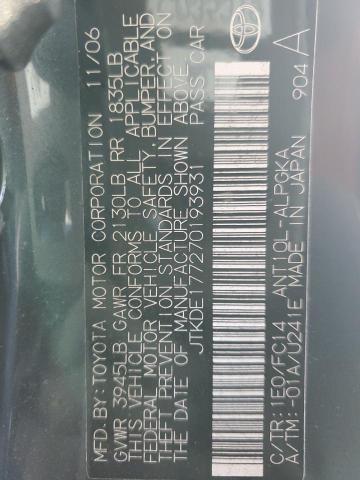 MFD. BY: TOYOTA MOTOR CORPORATION 11/06
GVWR 3945LB GAWR FR 2130LB RR 1835LB
THIS VEHICLE CONFORMS TO ALL APPLICABLE
FEDERAL MOTOR VEHICLE SAFETY, BUMPER, AND
THEFT PREVENTION STANDARDS IN EFFECT ON
THE DATE OF MANUFACTURE SHOWN ABOVE.
JTKDE177270193931 PASS CAR
C/TR: 1E0/FC14 ANT10L-ALPGKA
A/TM: -01A/U241E MADE IN JAPAN 904 A